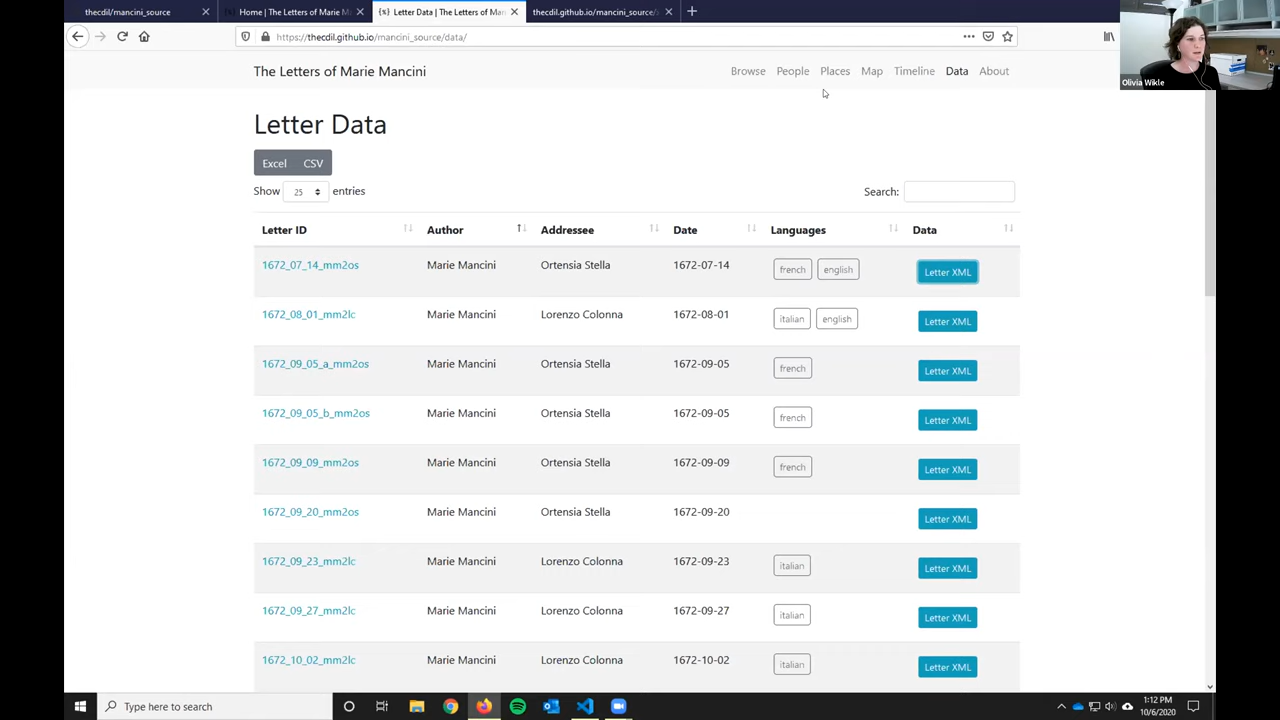 thecdil/mancini_source
Home | The Letters of Marie M
Letter Data | The Letters of Mar
thecdil.github.io/mancini_source/
https://thecdil.github.io/mancini_source/data/
Olivia Wikle
The Letters of Marie Mancini
Browse People Places Map Timeline Data About
Letter Data
Excel CSV
Show 25 entries Search:
Letter ID Author Addressee Date Languages Data
1672_07_14_mm2os Marie Mancini Ortensia Stella 1672-07-14 french english Letter XML
1672_08_01_mm2lc Marie Mancini Lorenzo Colonna 1672-08-01 italian english Letter XML
1672_09_05_a_mm2os Marie Mancini Ortensia Stella 1672-09-05 french Letter XML
1672_09_05_b_mm2os Marie Mancini Ortensia Stella 1672-09-05 french Letter XML
1672_09_09_mm2os Marie Mancini Ortensia Stella 1672-09-09 french Letter XML
1672_09_20_mm2os Marie Mancini Ortensia Stella 1672-09-20 Letter XML
1672_09_23_mm2lc Marie Mancini Lorenzo Colonna 1672-09-23 italian Letter XML
1672_09_27_mm2lc Marie Mancini Lorenzo Colonna 1672-09-27 italian Letter XML
1672_10_02_mm2lc Marie Mancini Lorenzo Colonna 1672-10-02 italian Letter XML
Type here to search
1:12 PM
10/6/2020